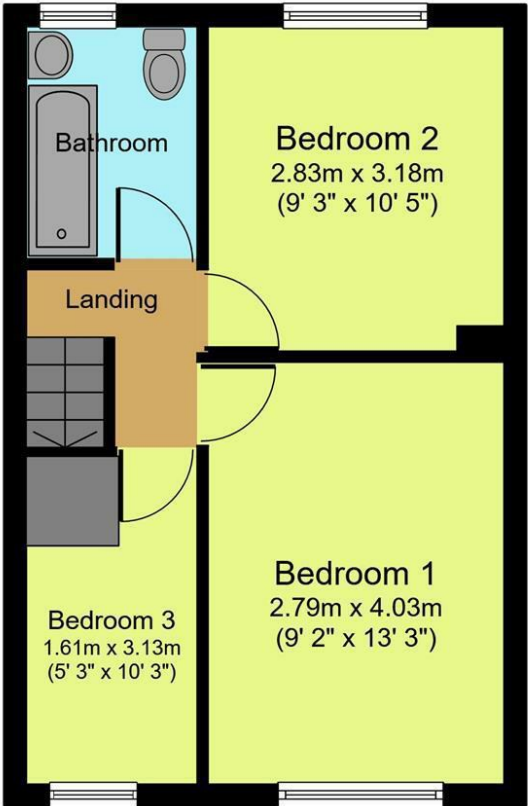 Bathroom
Bedroom 2
2.83m x 3.18m
(9' 3" x 10' 5")
Landing
Bedroom 1
2.79m x 4.03m
(9' 2" x 13' 3")
Bedroom 3
1.61m x 3.13m
(5' 3" x 10' 3")